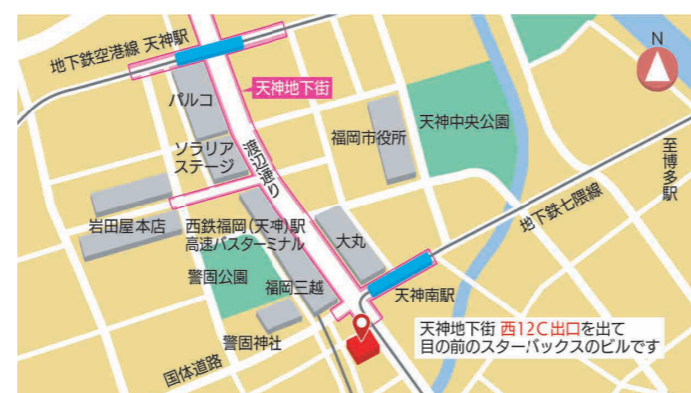 地下鉄空港線 天神駅
パルコ
天神地下街
N
ソラリア
ステージ
渡辺通り
福岡市役所
天神中央公園
至博多駅
地下鉄七隈線
岩田屋本店
西鉄福岡(天神)駅
高速バスターミナル
大丸
警固公園
福岡三越
天神南駅
警固神社
国体道路
天神地下街 西12C出口を出て
目の前のスターバックスのビルです